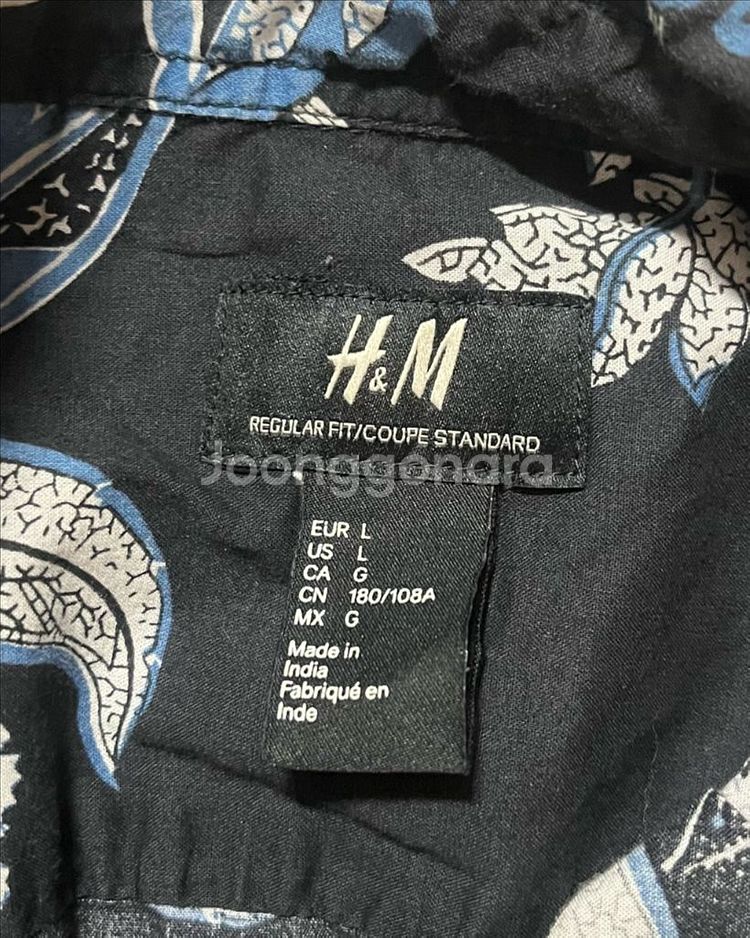 H&M
REGULAR FIT/COUPE STANDARD
Joonggonara
EUR L
US L
CA G
CN 180/108A
MX G
Made in
India
Fabriqué en
Inde